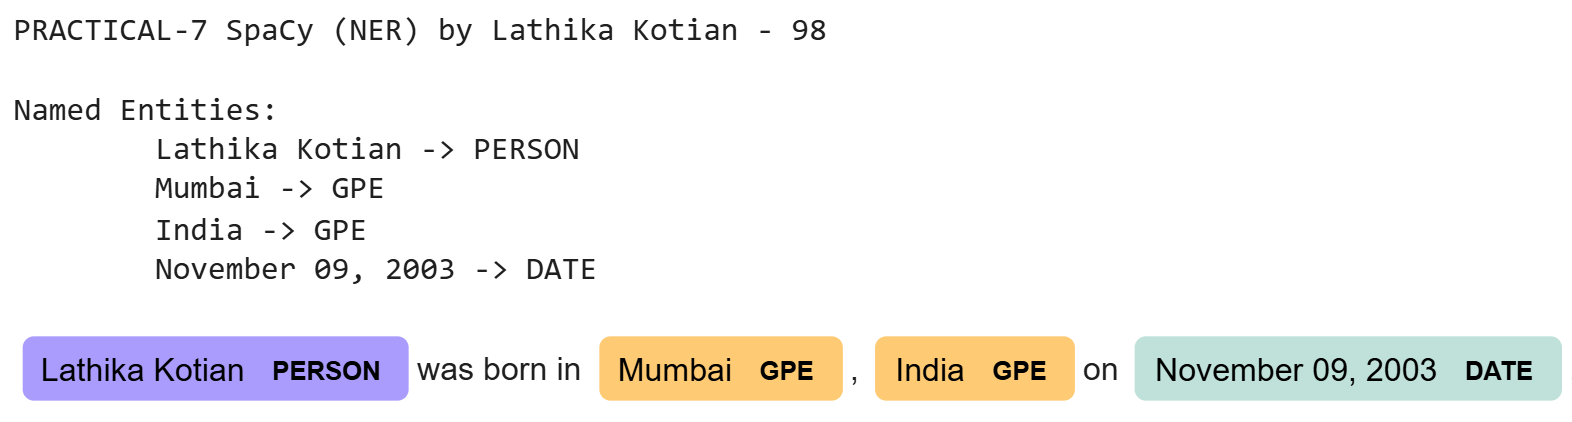 PRACTICAL-7 SpaCy (NER) by Lathika Kotian - 98
Named Entities:
Lathika Kotian -> PERSON
Mumbai -> GPE
India -> GPE
November 09, 2003 -> DATE
Lathika Kotian PERSON was born in Mumbai GPE , India GPE on November 09, 2003 DATE